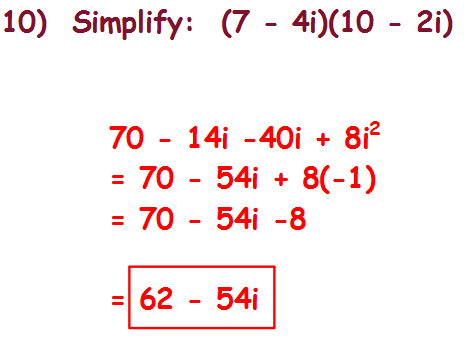 10) Simplify: (7 - 4i)(10 - 2i)
70 - 14i -40i + 8i²
= 70 - 54i + 8(-1)
= 70 - 54i -8
= 62 - 54i